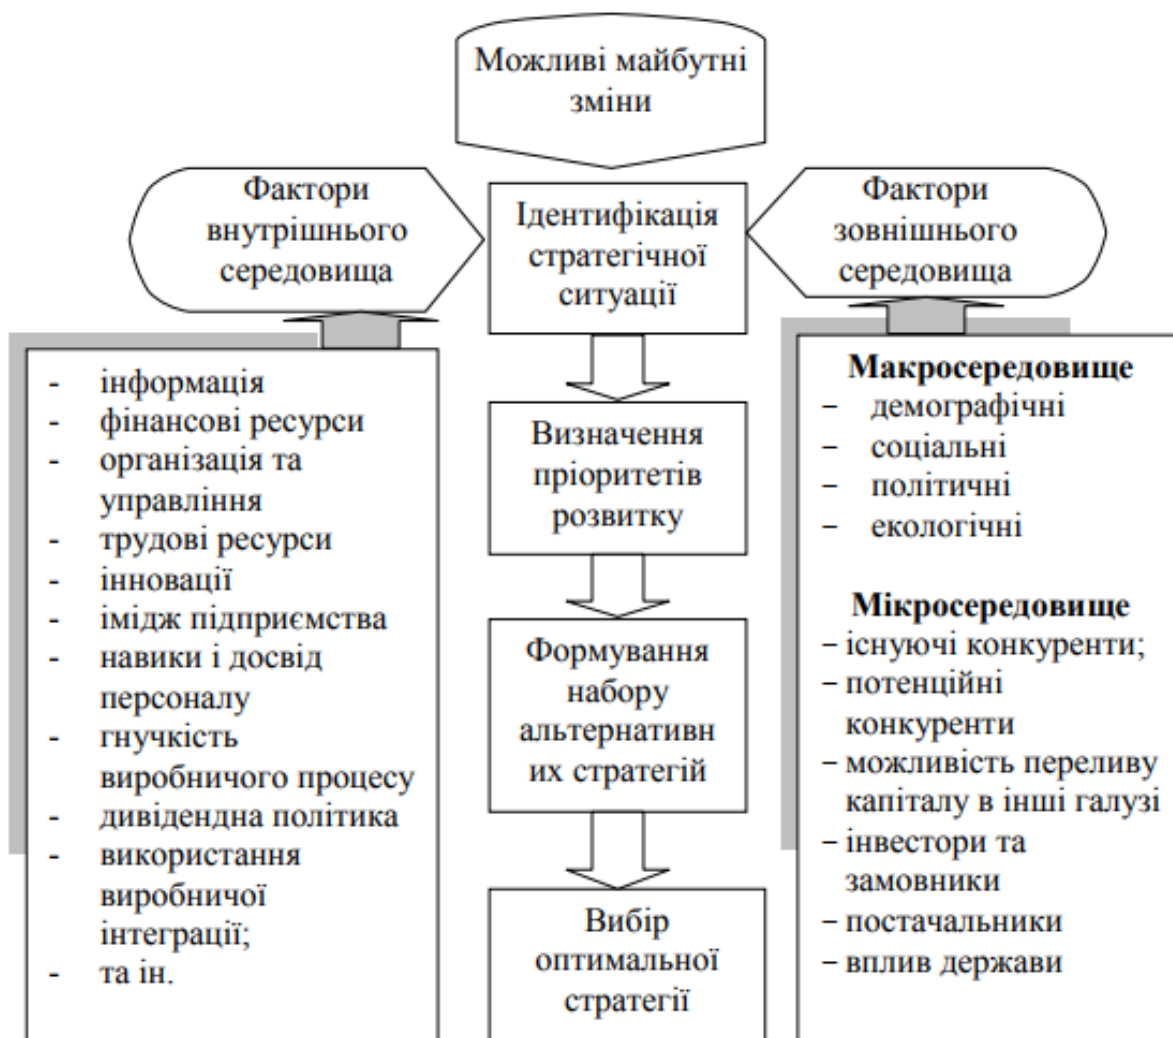 Можливі майбутні
зміни
Фактори
внутрішнього
середовища
Ідентифікація
стратегічної
ситуації
Фактори
зовнішнього
середовища
- інформація
- фінансові ресурси
- організація та
управління
- трудові ресурси
- інновації
- імідж підприємства
- навики і досвід
персоналу
- гнучкість
виробничого процесу
- дивідендна політика
- використання
виробничої
інтеграції;
- та ін.
Визначення
пріоритетів
розвитку
Формування
набору
альтернативн
их стратегій
Вибір
оптимальної
стратегії
Макросередовище
– демографічні
– соціальні
– політичні
– екологічні
Мікросередовище
– існуючі конкуренти;
– потенційні
конкуренти
– можливість переливу
капіталу в інші галузі
– інвестори та
замовники
– постачальники
– вплив держави